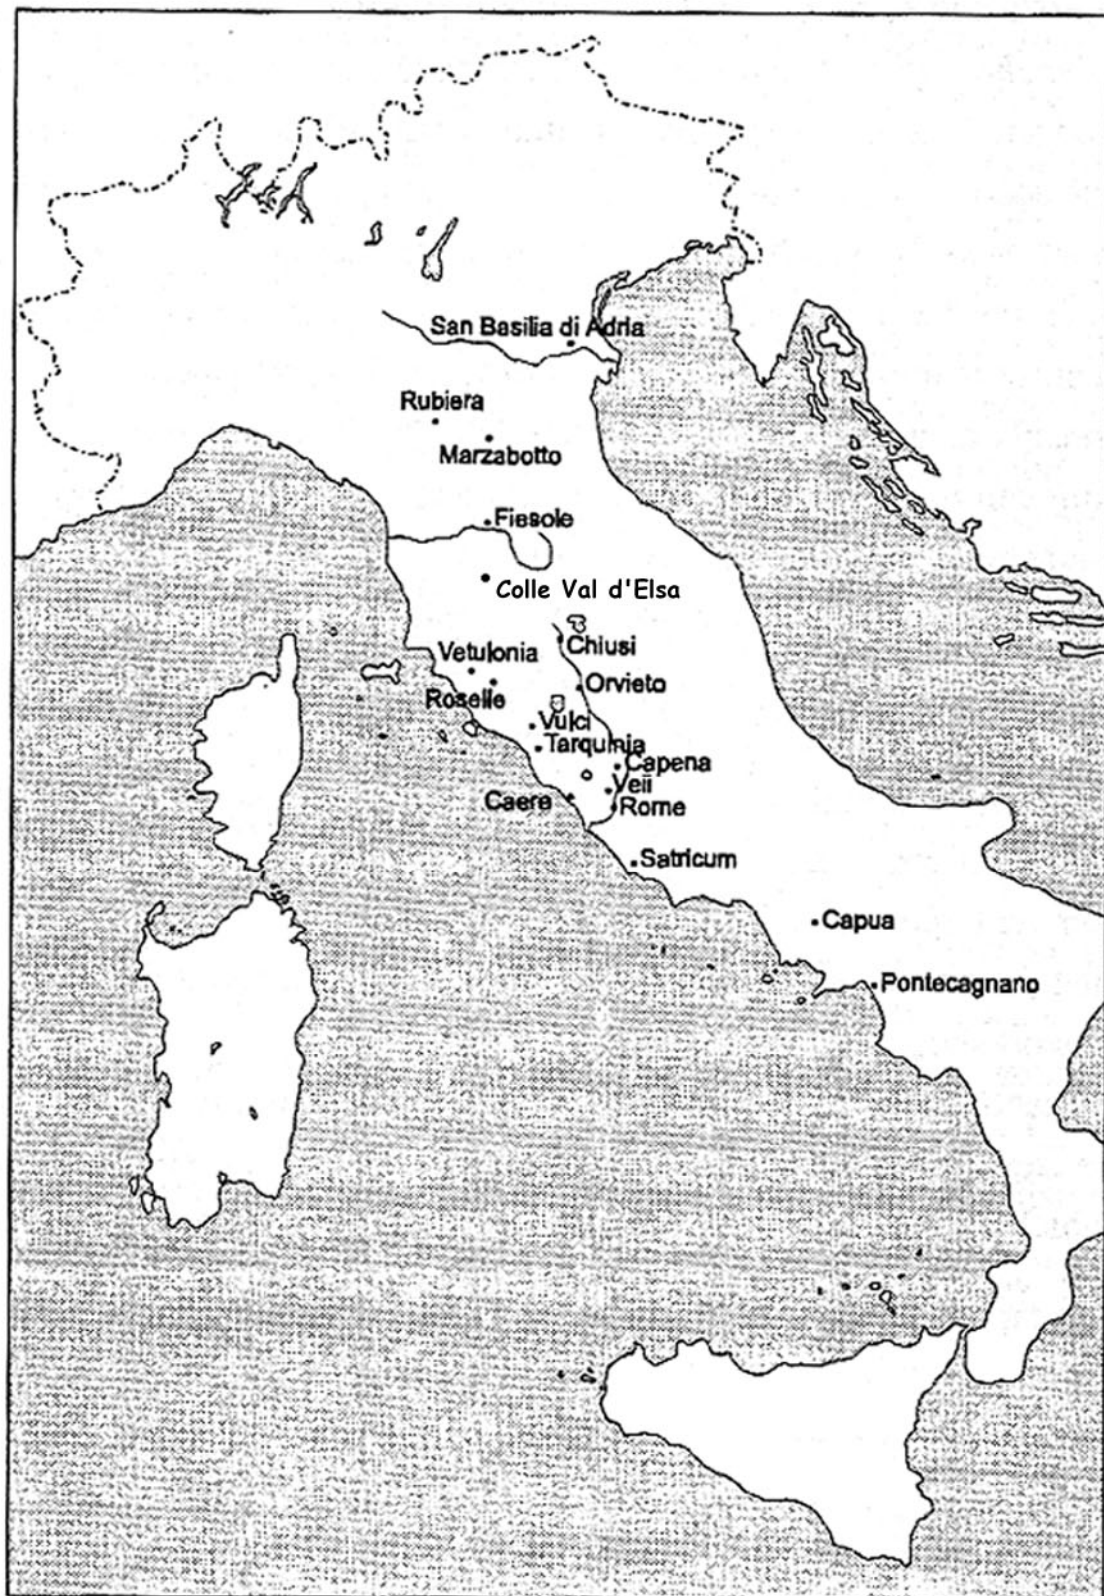 San Basilia di Adria
Rubiera
Marzabotto
Fiesole
Colle Val d'Elsa
Chiusi
Vetulonia
Orvieto
Roselle
Vulci
Tarquinia
Capena
Veii
Caere
Rome
Satricum
Capua
Pontecagnano